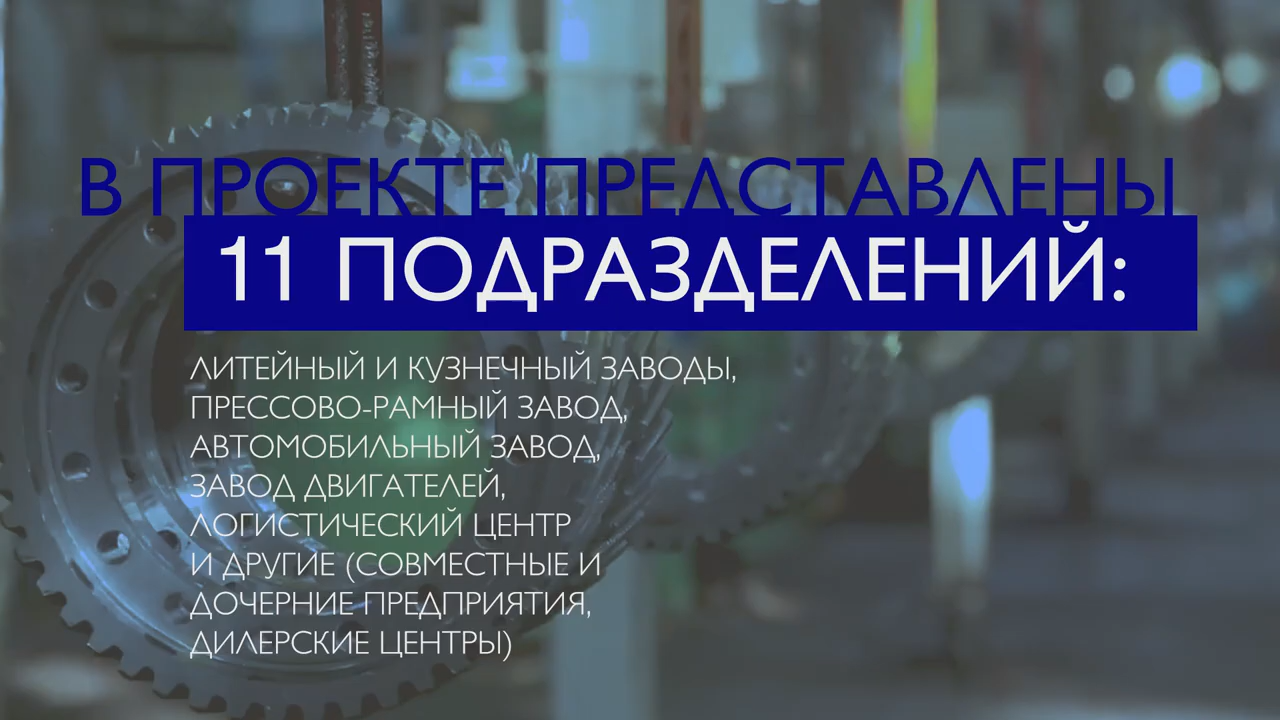 В ПРОЕКТЕ ПРЕДСТАВЛЕНЫ
11 ПОДРАЗДЕЛЕНИЙ:
ЛИТЕЙНЫЙ И КУЗНЕЧНЫЙ ЗАВОДЫ,
ПРЕССОВО-РАМНЫЙ ЗАВОД,
АВТОМОБИЛЬНЫЙ ЗАВОД,
ЗАВОД ДВИГАТЕЛЕЙ,
ЛОГИСТИЧЕСКИЙ ЦЕНТР
И ДРУГИЕ (СОВМЕСТНЫЕ И
ДОЧЕРНИЕ ПРЕДПРИЯТИЯ,
ДИЛЕРСКИЕ ЦЕНТРЫ)